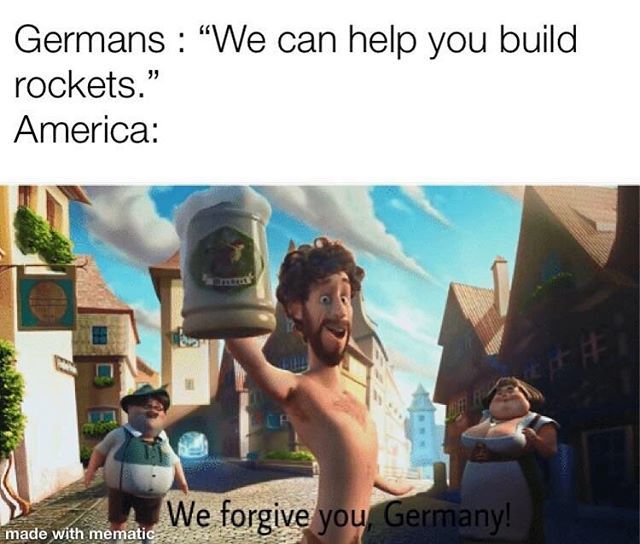 Germans : “We can help you build
rockets.”
America:
We forgive you, Germany!
made with mematic